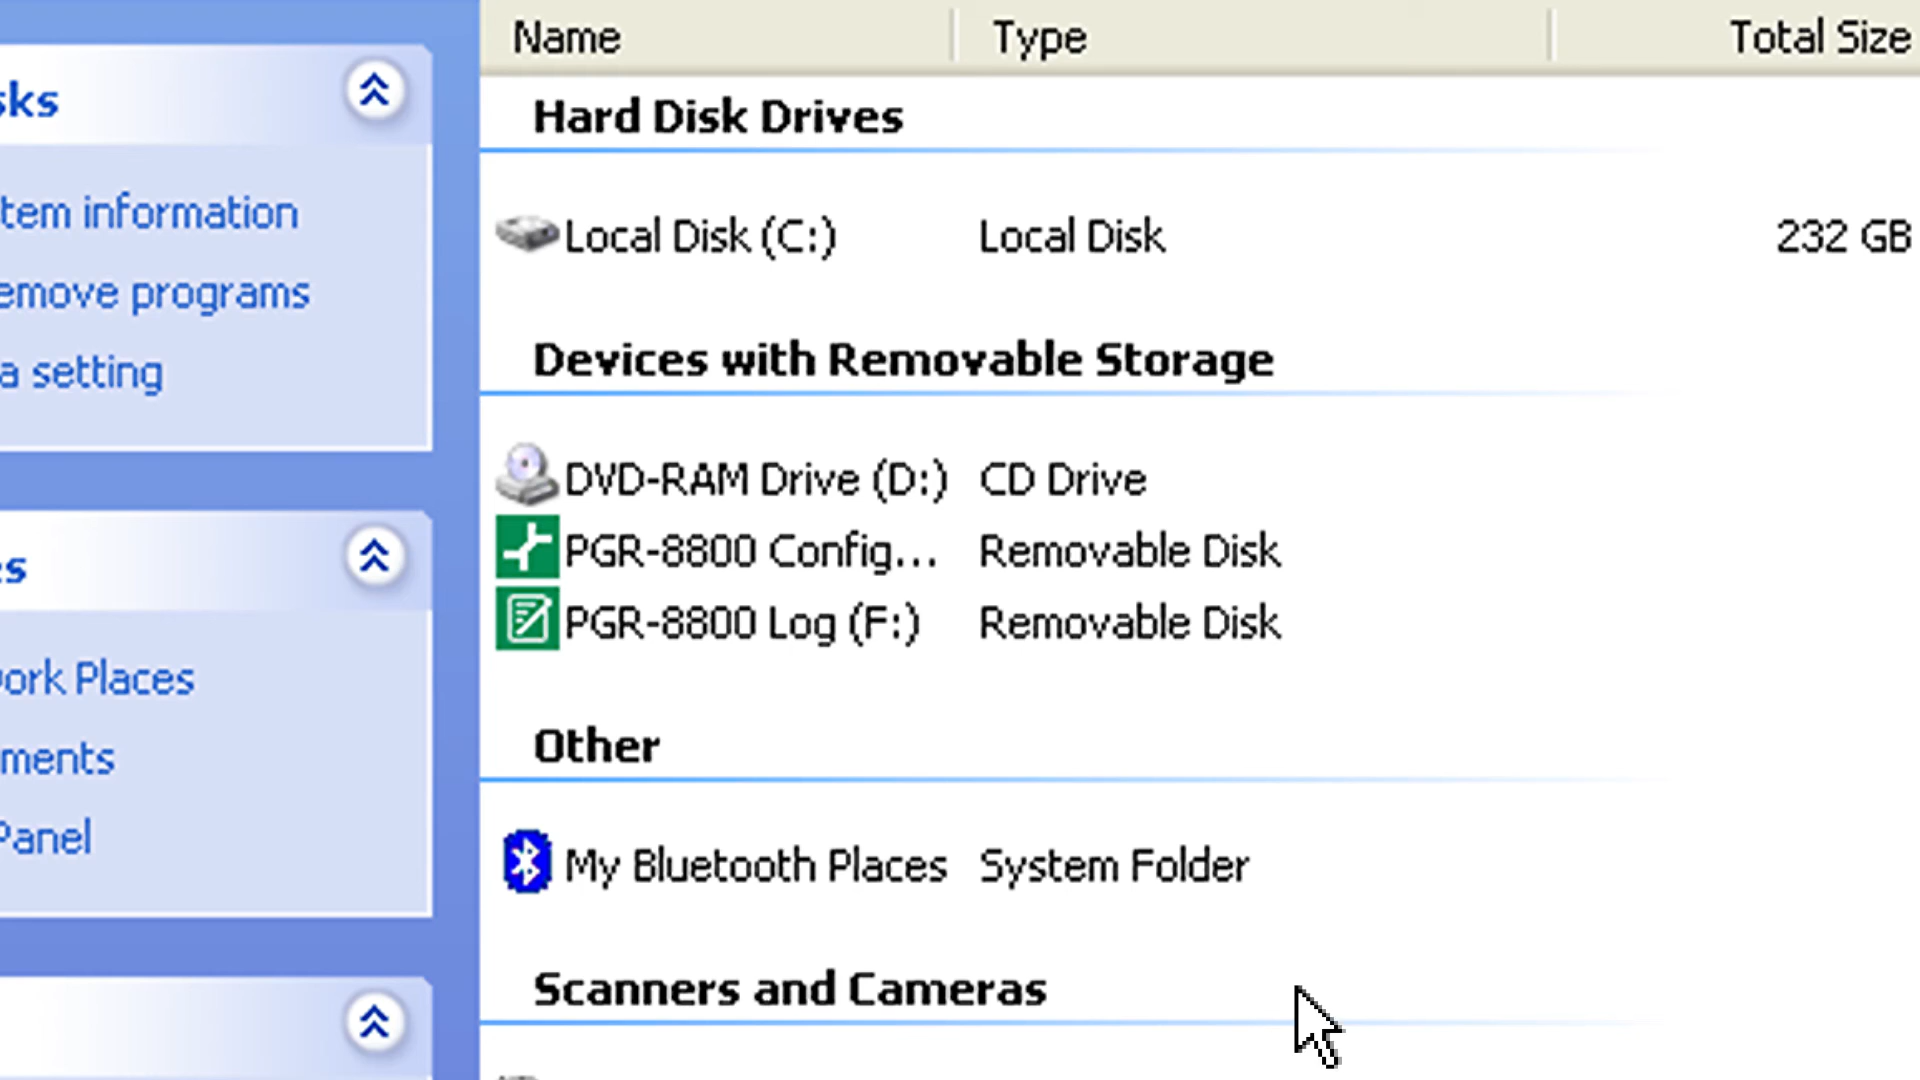 sks
tem information
emove programs
a setting
es
ork Places
ments
Panel
Name Type Total Size
Hard Disk Drives
Local Disk (C:) Local Disk 232 GB
Devices with Removable Storage
DVD-RAM Drive (D:) CD Drive
PGR-8800 Config... Removable Disk
PGR-8800 Log (F:) Removable Disk
Other
My Bluetooth Places System Folder
Scanners and Cameras